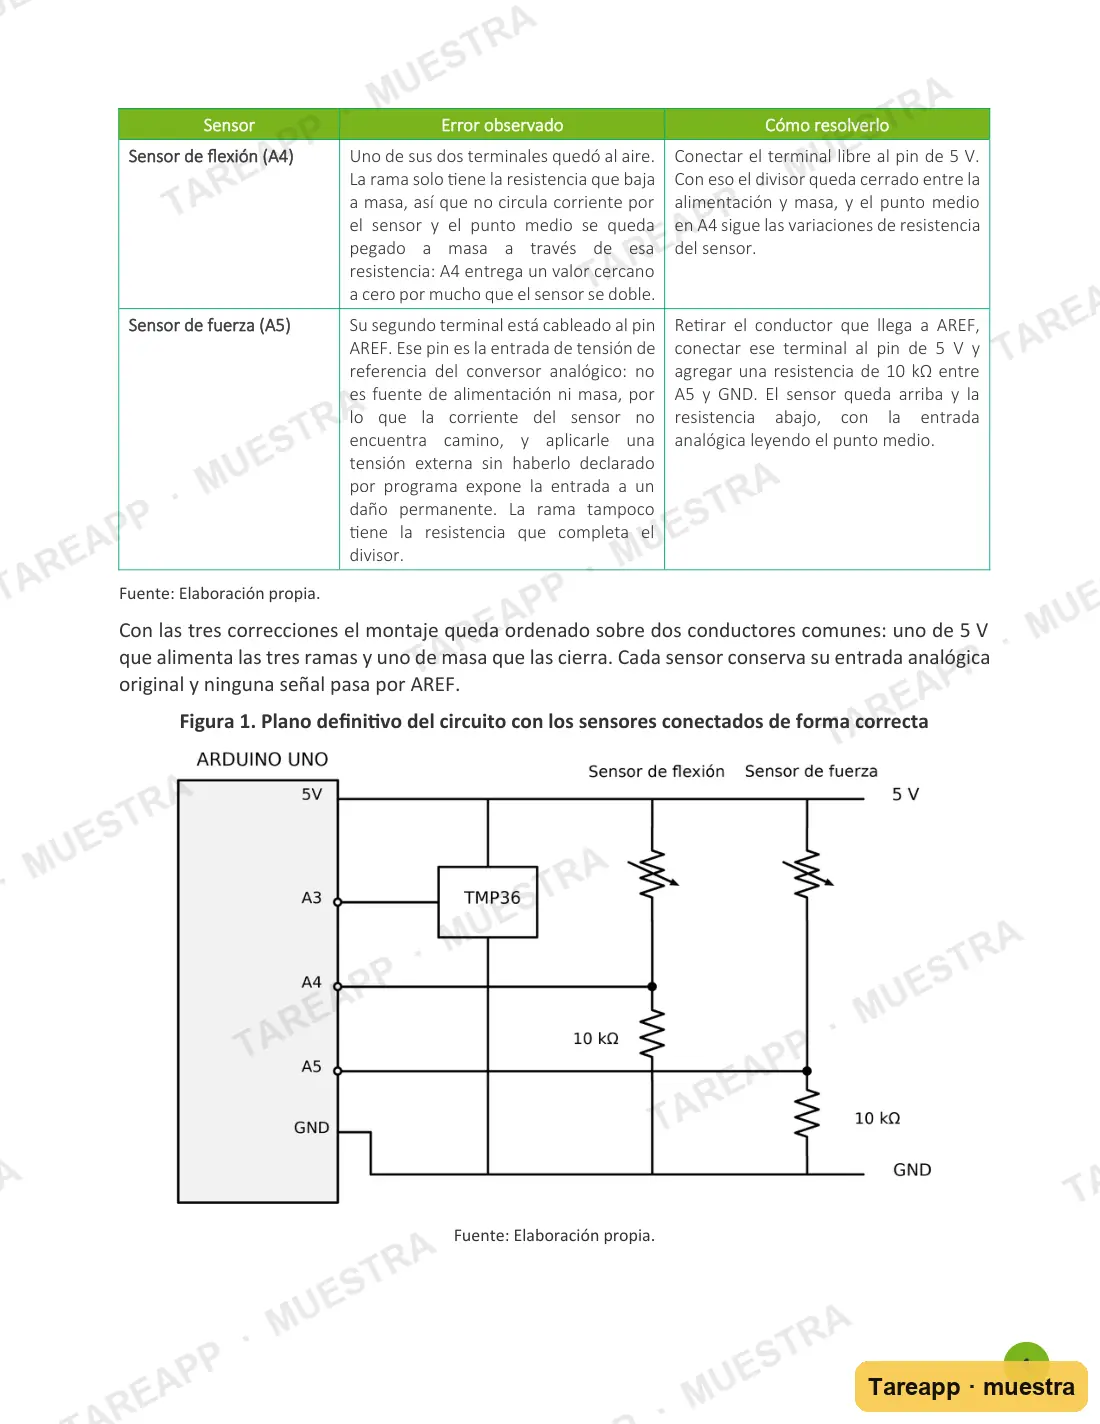 Sensor
Error observado
Cómo resolverlo
Sensor de flexión (A4)
Uno de sus dos terminales quedó al aire.
La rama solo tiene la resistencia que baja
a masa, así que no circula corriente por
el sensor y el punto medio se queda
pegado a masa a través de esa
resistencia: A4 entrega un valor cercano
a cero por mucho que el sensor se doble.
Conectar el terminal libre al pin de 5 V.
Con eso el divisor queda cerrado entre la
alimentación y masa, y el punto medio
en A4 sigue las variaciones de resistencia
del sensor.
Sensor de fuerza (A5)
Su segundo terminal está cableado al pin
AREF. Ese pin es la entrada de tensión de
referencia del conversor analógico: no
es fuente de alimentación ni masa, por
lo que la corriente del sensor no
encuentra camino, y aplicarle una
tensión externa sin haberlo declarado
por programa expone la entrada a un
daño permanente. La rama tampoco
tiene la resistencia que completa el
divisor.
Retirar el conductor que llega a AREF,
conectar ese terminal al pin de 5 V y
agregar una resistencia de 10 kΩ entre
A5 y GND. El sensor queda arriba y la
resistencia abajo, con la entrada
analógica leyendo el punto medio.
Fuente: Elaboración propia.
Con las tres correcciones el montaje queda ordenado sobre dos conductores comunes: uno de 5 V
que alimenta las tres ramas y uno de masa que las cierra. Cada sensor conserva su entrada analógica
original y ninguna señal pasa por AREF.
Figura 1. Plano definitivo del circuito con los sensores conectados de forma correcta
ARDUINO UNO
Sensor de flexión
Sensor de fuerza
5V
5 V
A3
TMP36
A4
10 kΩ
A5
10 kΩ
GND
GND
Fuente: Elaboración propia.
Tareapp · muestra
TAREAPP · MUESTRA
TAREAPP · MUESTRA
TAREAPP · MUESTRA
TAREAPP · MUESTRA
TAREAPP · MUESTRA
TAREAPP · MUESTRA
TAREAPP · MUESTRA